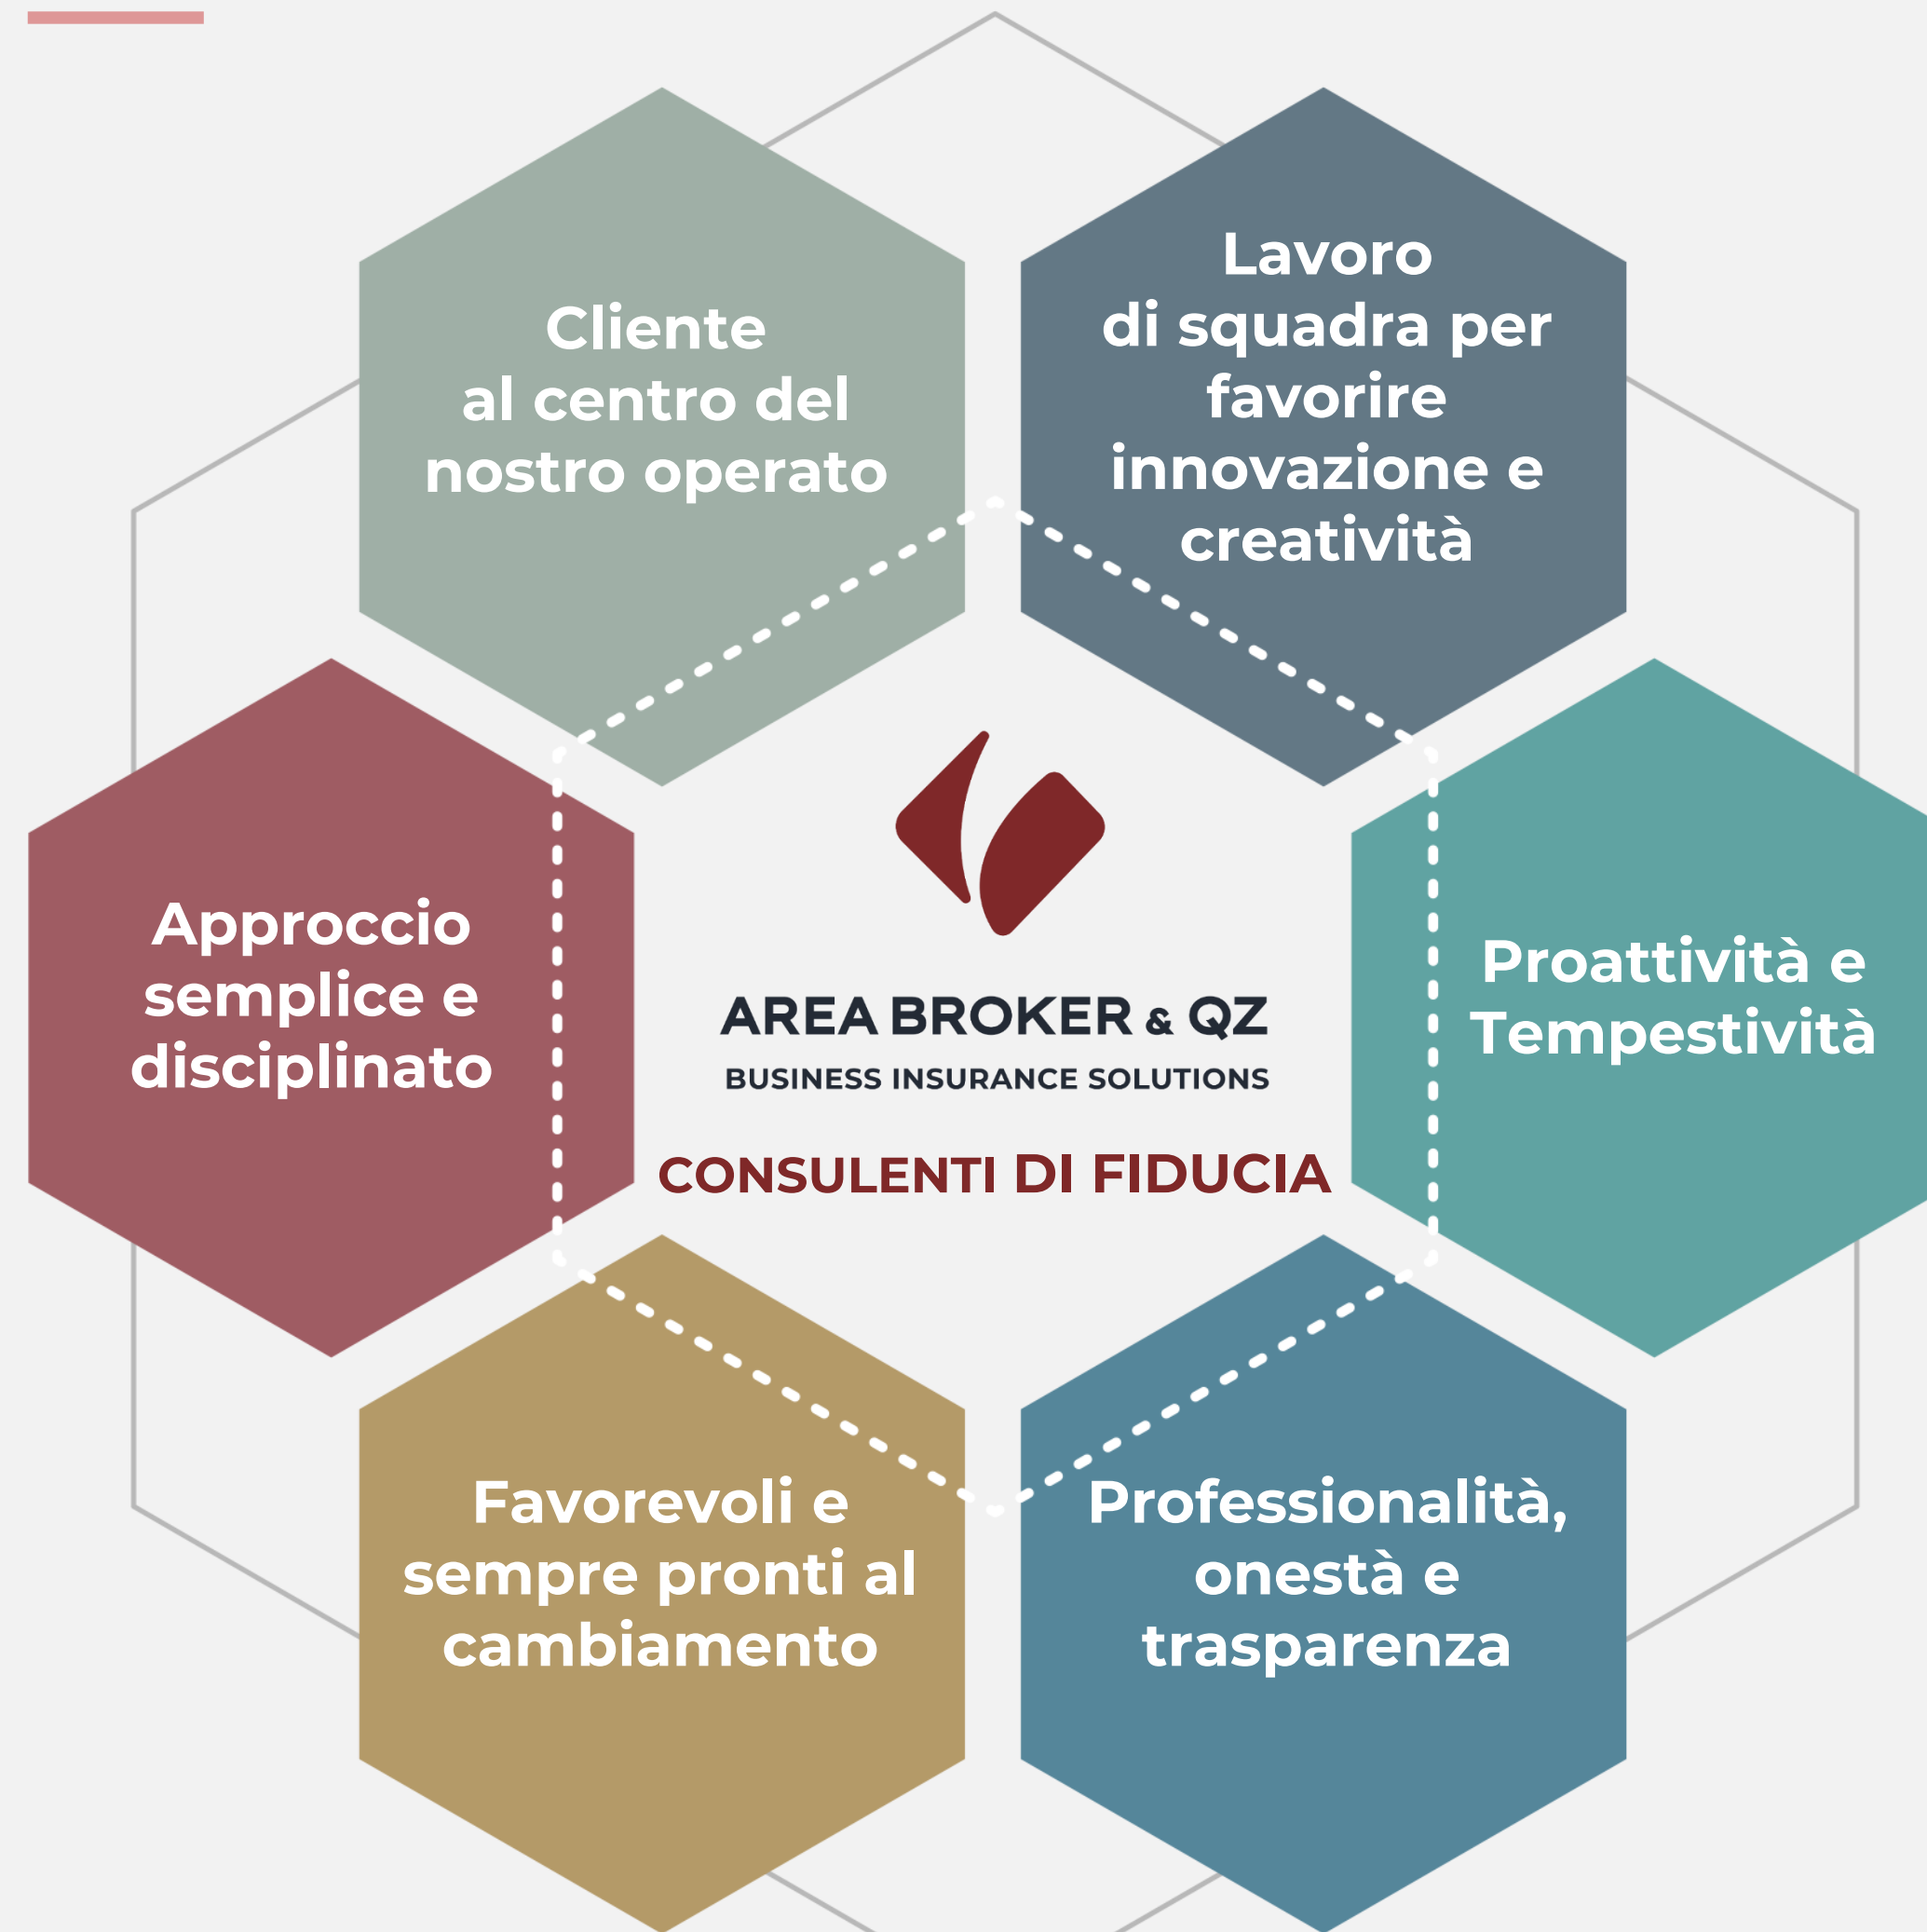 Cliente
al centro del
nostro operato
Lavoro
di squadra per
favorire
innovazione e
creatività
Approccio
semplice e
disciplinato
AREA BROKER & QZ
BUSINESS INSURANCE SOLUTIONS
CONSULENTI DI FIDUCIA
Proattività e
Tempestività
Favorevoli e
sempre pronti al
cambiamento
Professionalità,
onestà e
trasparenza